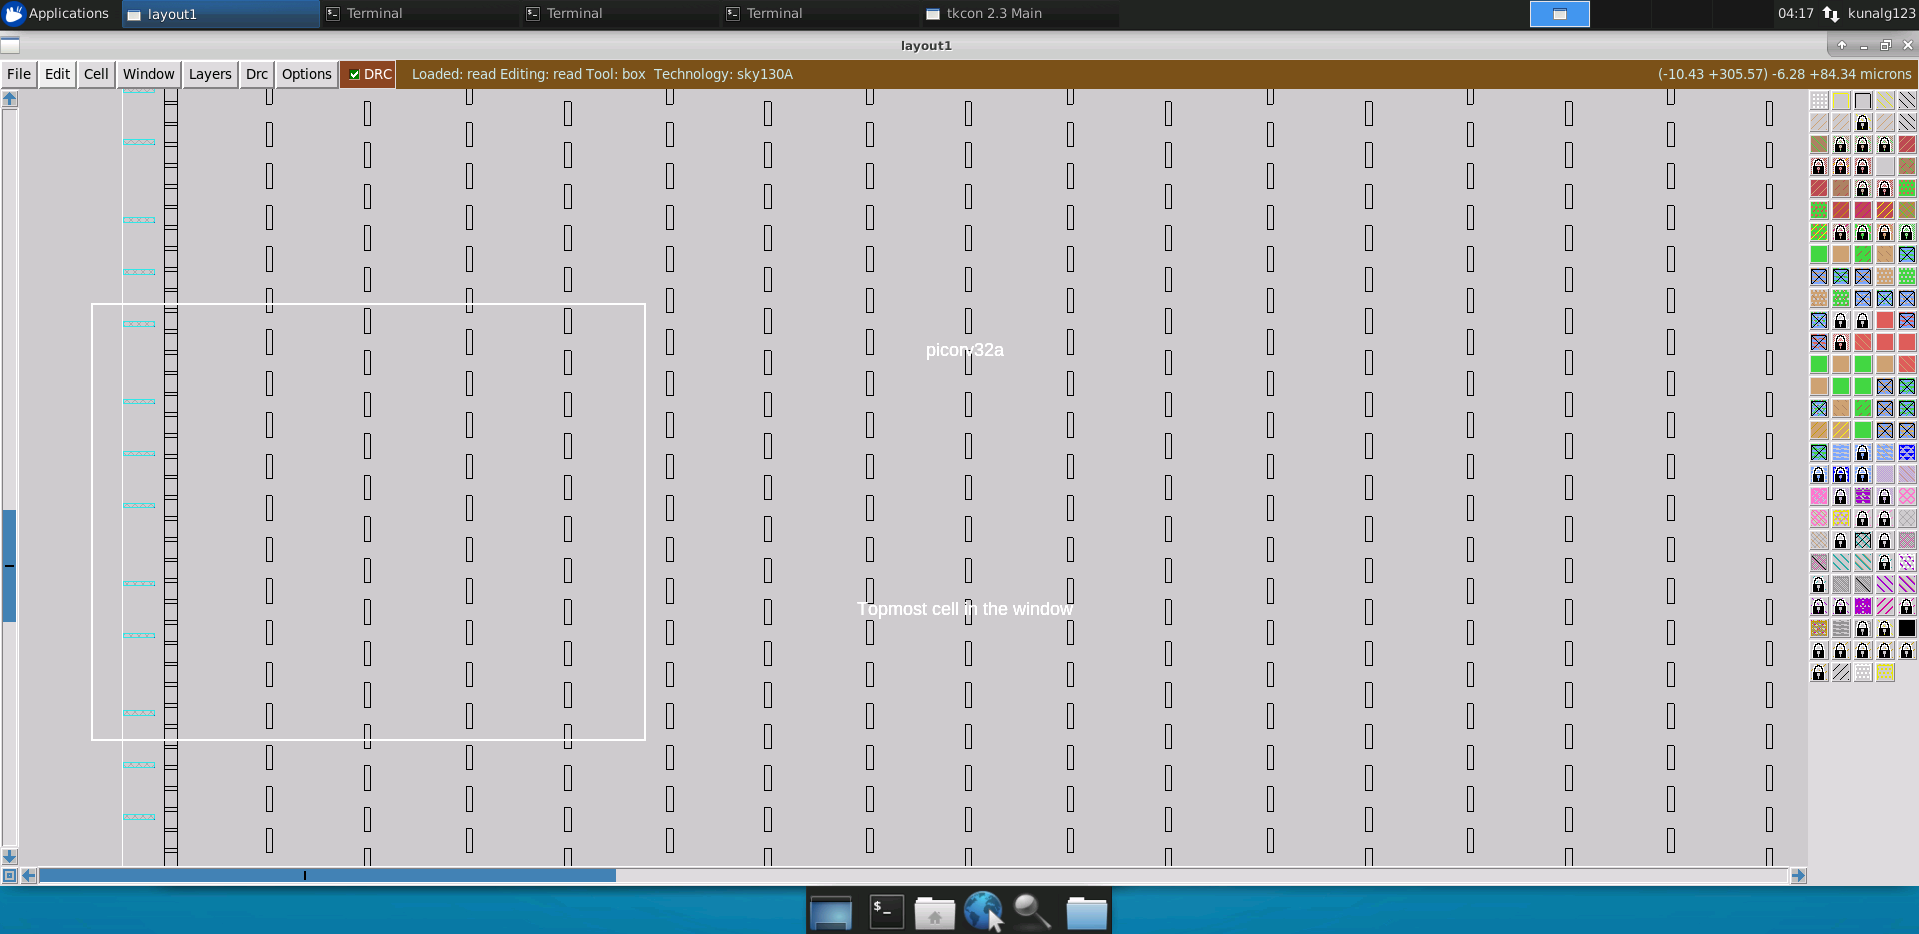 Applications layout1 Terminal Terminal Terminal tkcon 2.3 Main 04:17 kunalg123
layout1
File Edit Cell Window Layers Drc Options DRC Loaded: read Editing: read Tool: box Technology: sky130A (-10.43 +305.57) -6.28 +84.34 microns
picorv32a
Topmost cell in the window